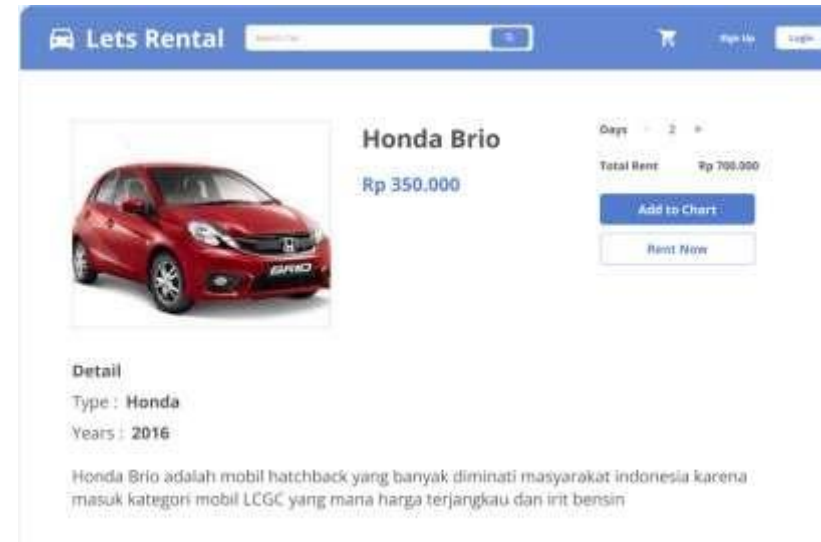 Lets Rental
Sign Up
Login
Honda Brio
Rp 350.000
Days - 2 +
Total Rent Rp 700.000
Add to Chart
Rent Now
BRIO
Detail
Type : Honda
Years : 2016
Honda Brio adalah mobil hatchback yang banyak diminati masyarakat indonesia karena
masuk kategori mobil LCGC yang mana harga terjangkau dan irit bensin